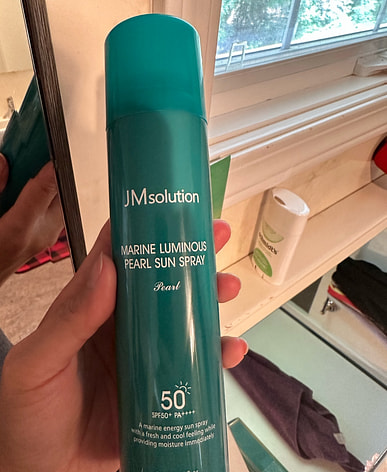 JMsolution
MARINE LUMINOUS
PEARL SUN SPRAY
Pearl
50
SPF50+ PA++++
A marine energy sun spray
with a fresh and cool feeling while
providing moisture immediately